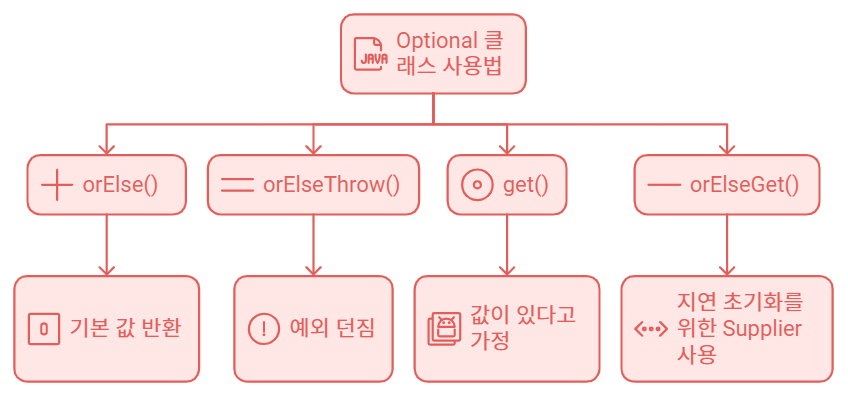 JAVA
Optional 클
래스 사용법
orElse()
orElseThrow()
get()
orElseGet()
0
기본 값 반환
!
예외 던짐
값이 있다고
가정
지연 초기화를
위한 Supplier
사용